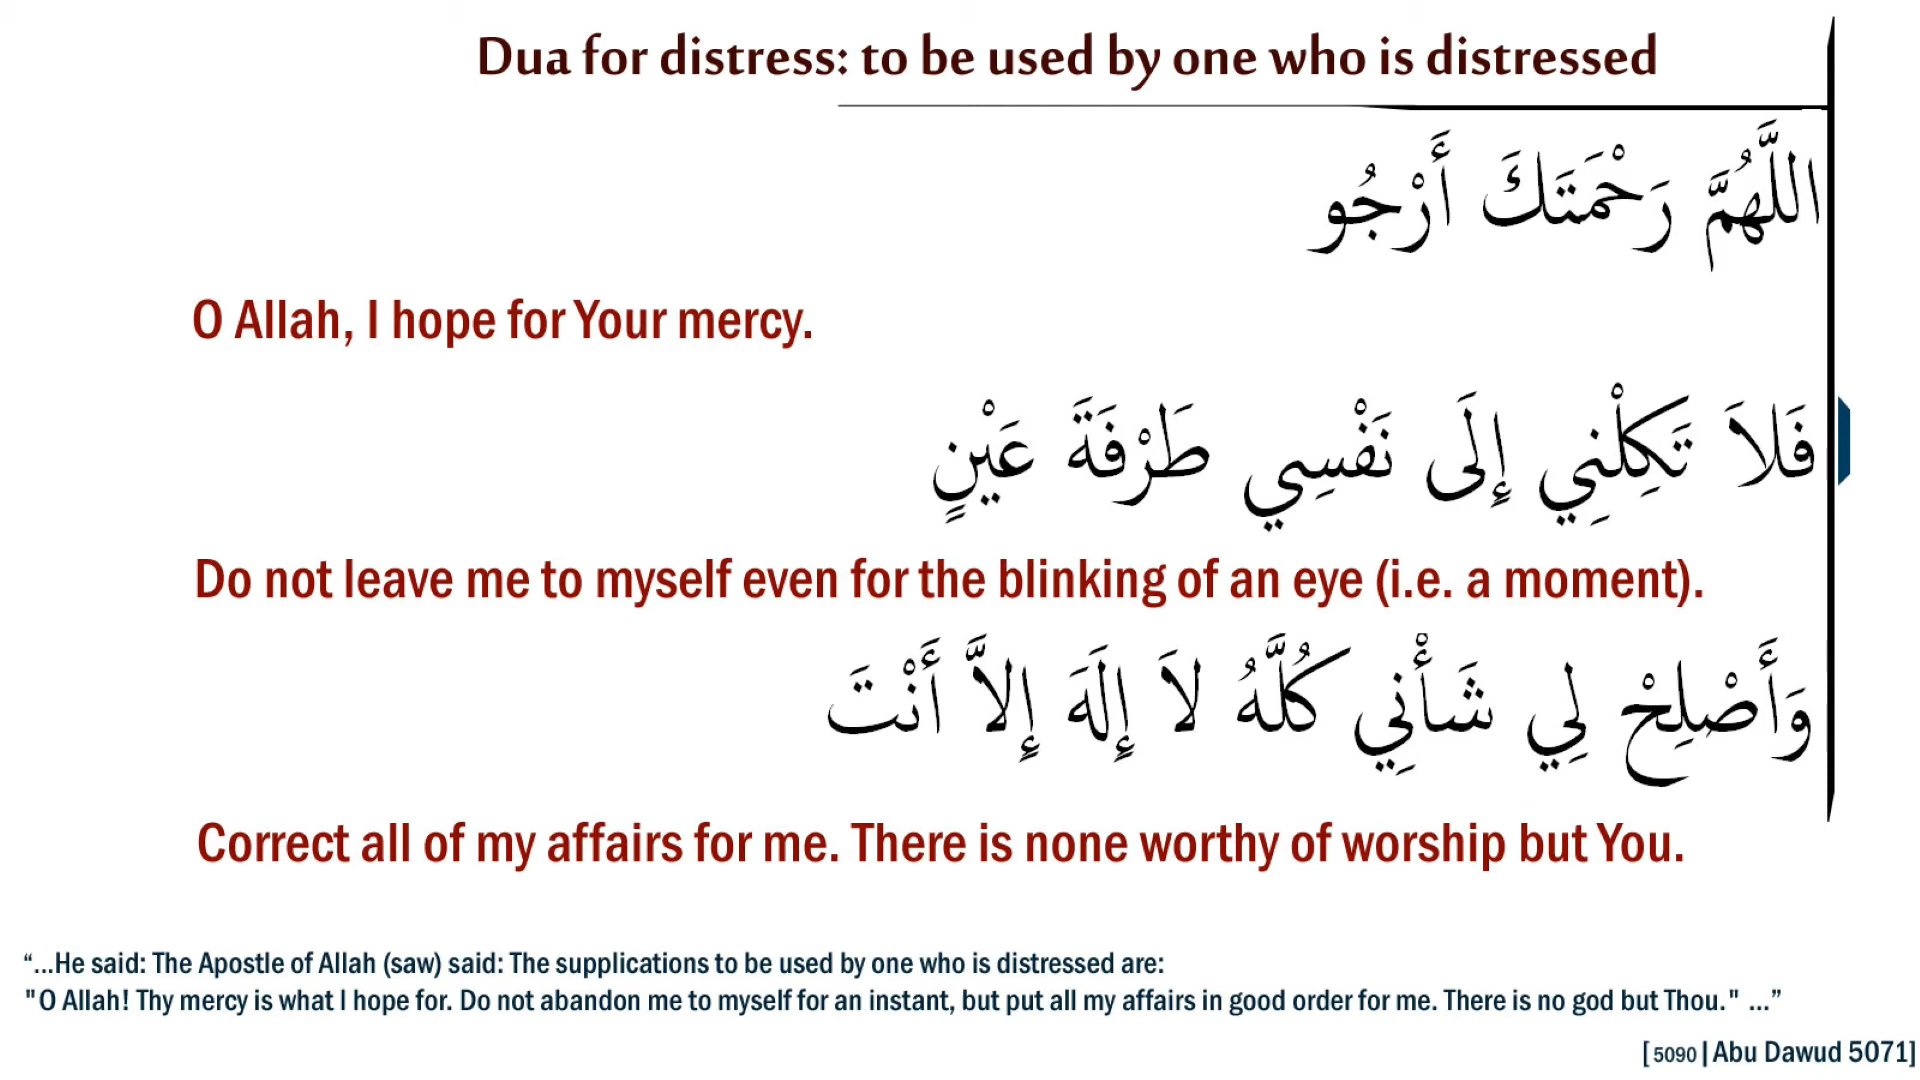 Dua for distress: to be used by one who is distressed
اللَّهُمَّ رَحْمَتَكَ أَرْجُو
O Allah, I hope for Your mercy.
فَلاَ تَكِلْنِي إِلَى نَفْسِي طَرْفَةَ عَيْنٍ
Do not leave me to myself even for the blinking of an eye (i.e. a moment).
وَأَصْلِحْ لِي شَأْنِي كُلَّهُ لاَ إِلَهَ إِلاَّ أَنْتَ
Correct all of my affairs for me. There is none worthy of worship but You.
“...He said: The Apostle of Allah (saw) said: The supplications to be used by one who is distressed are:
"O Allah! Thy mercy is what I hope for. Do not abandon me to myself for an instant, but put all my affairs in good order for me. There is no god but Thou." ...”
[ 5090 | Abu Dawud 5071]